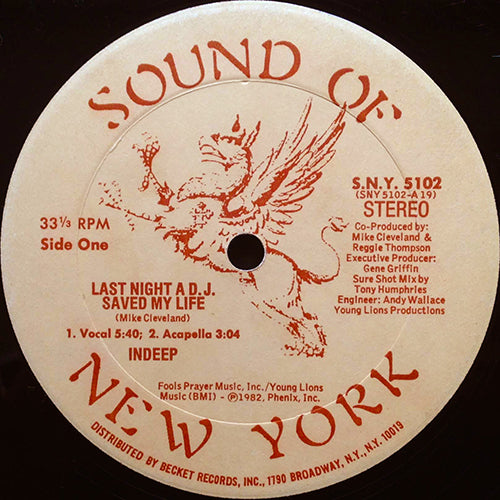 SOUND OF
S.N.Y. 5102
(SNY 5102-A 19)
STEREO
33⅓ RPM
Side One
Co-Produced by:
Mike Cleveland &
Reggie Thompson
Executive Producer:
Gene Griffin
Sure Shot Mix by
Tony Humphries
Engineer: Andy Wallace
Young Lions Productions
LAST NIGHT A D.J.
SAVED MY LIFE
(Mike Cleveland)
1. Vocal 5:40; 2. Acapella 3:04
INDEEP
Fools Prayer Music, Inc./Young Lions
Music (BMI) - ℗1982, Phenix, Inc.
NEW YORK
DISTRIBUTED BY BECKET RECORDS, INC., 1790 BROADWAY, N.Y., N.Y. 10019